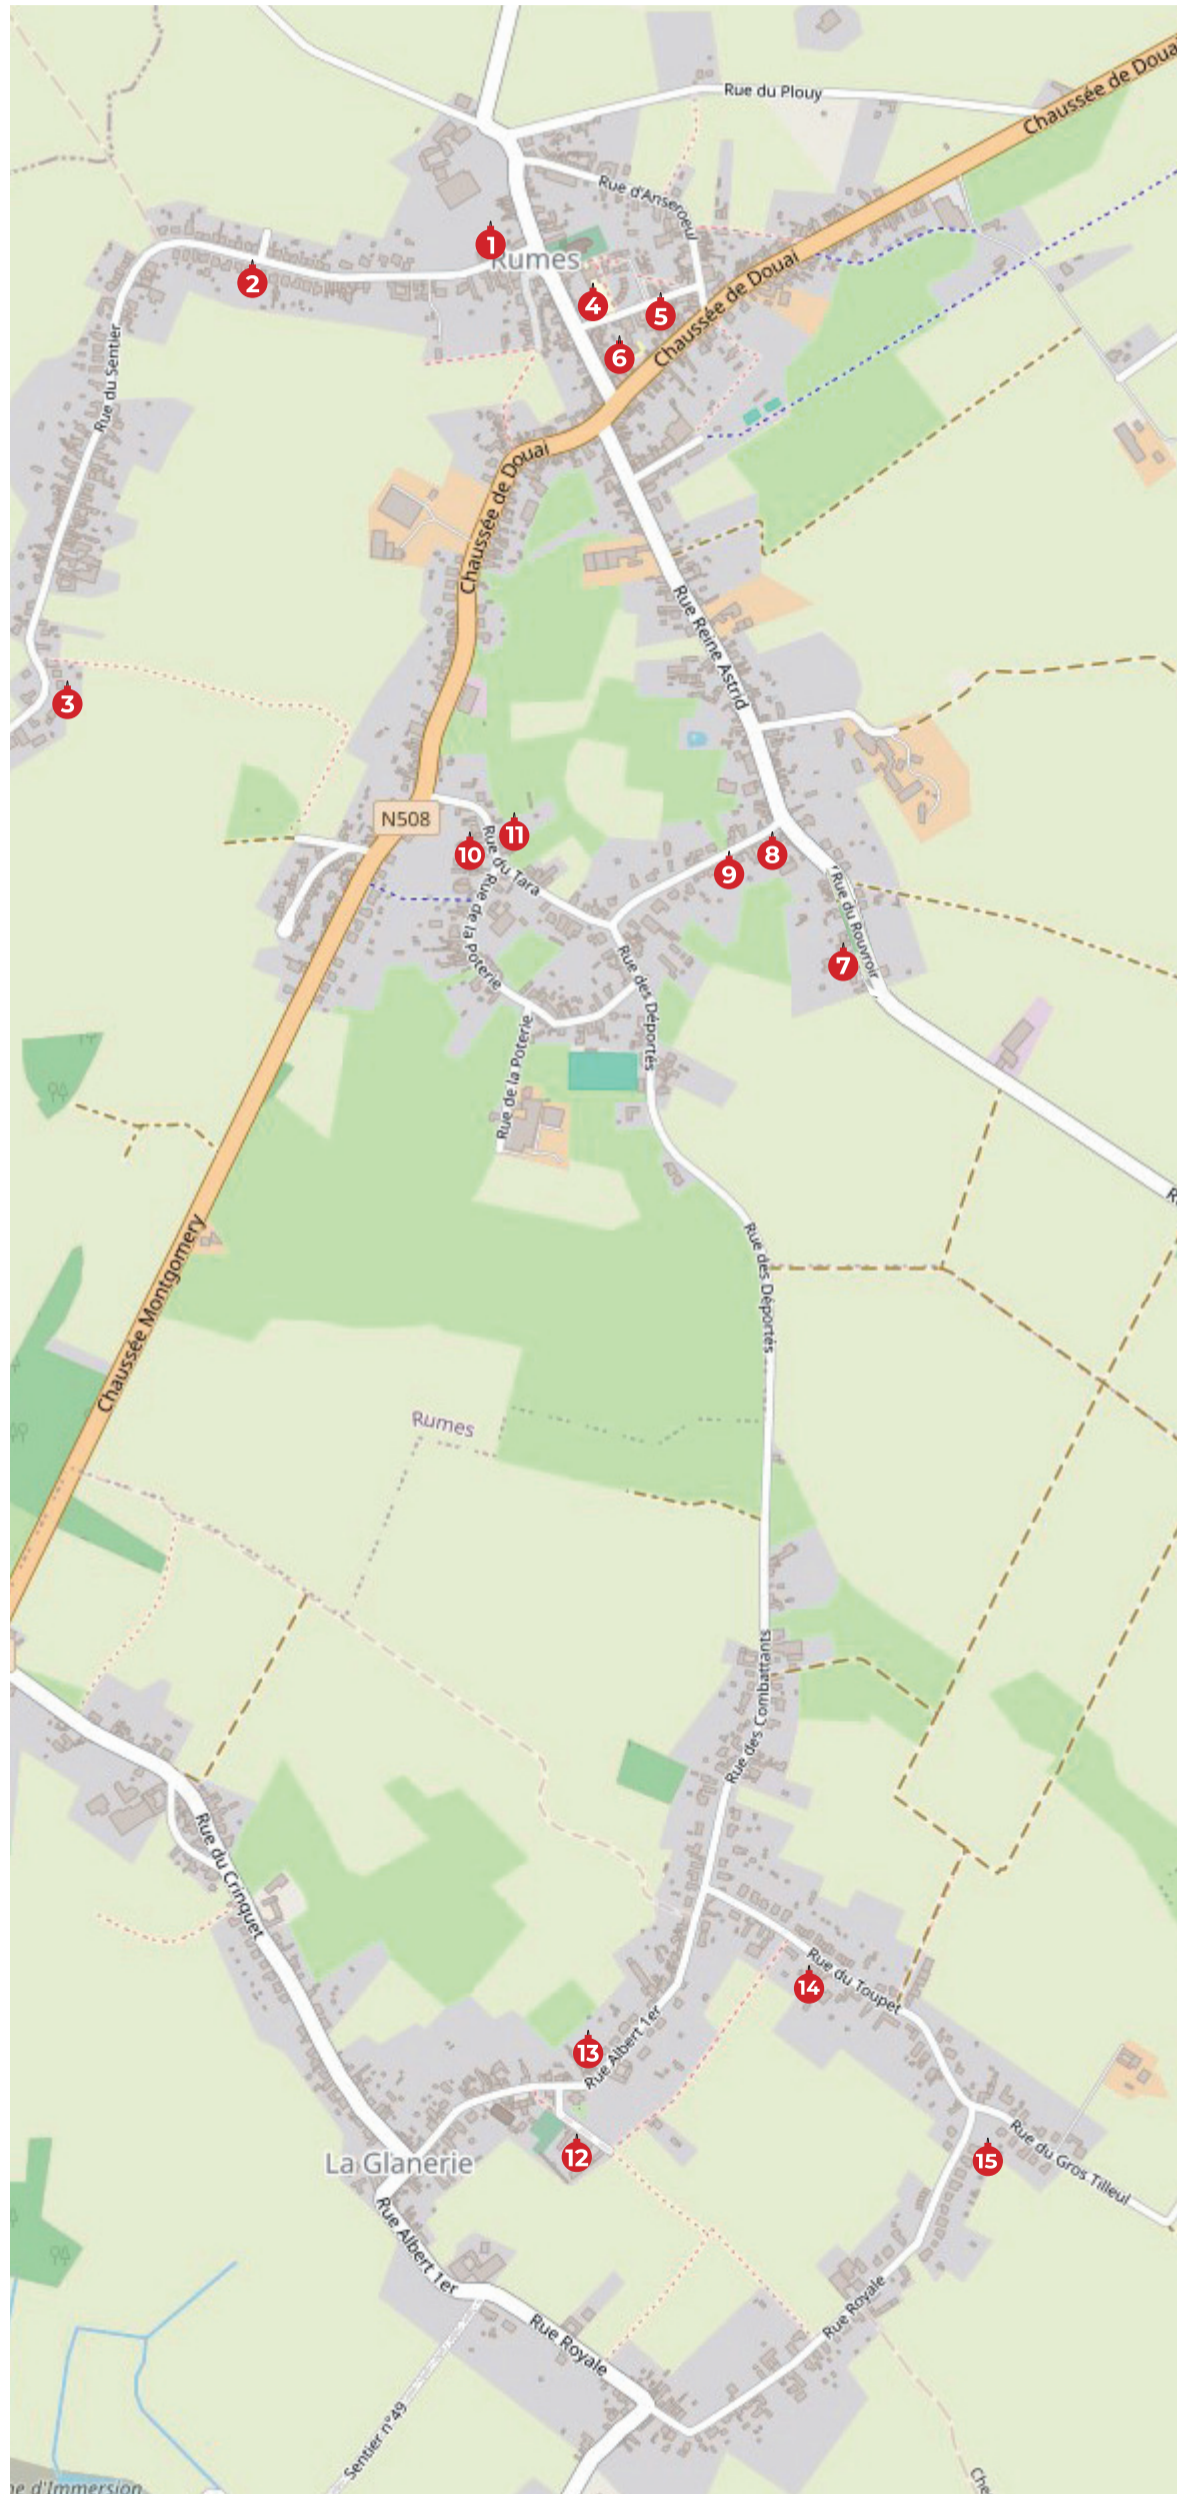 Rue du Plouy
Chaussée de Doua
Rue d'Anseroeul
1
Rumes
2
4
5
Chaussée de Douai
6
Rue du Sentier
Chaussée de Douai
Rue Reine Astrid
3
N508
11
10
Rue du Tara
8
9
Rue de la Poterie
Rue du Rouvroir
7
Rue des Déportés
Rue de la Poterie
R
Chaussée Montgomery
Rue des Déportés
Rumes
Rue des Combattants
Rue du Crinquet
14
Rue du Toupet
13
Rue Albert 1er
12
La Glanerie
15
Rue du Gros Tilleul
Rue Albert 1er
Rue Royale
Rue Royale
Sentier n°49
Che
ne d'Immersion